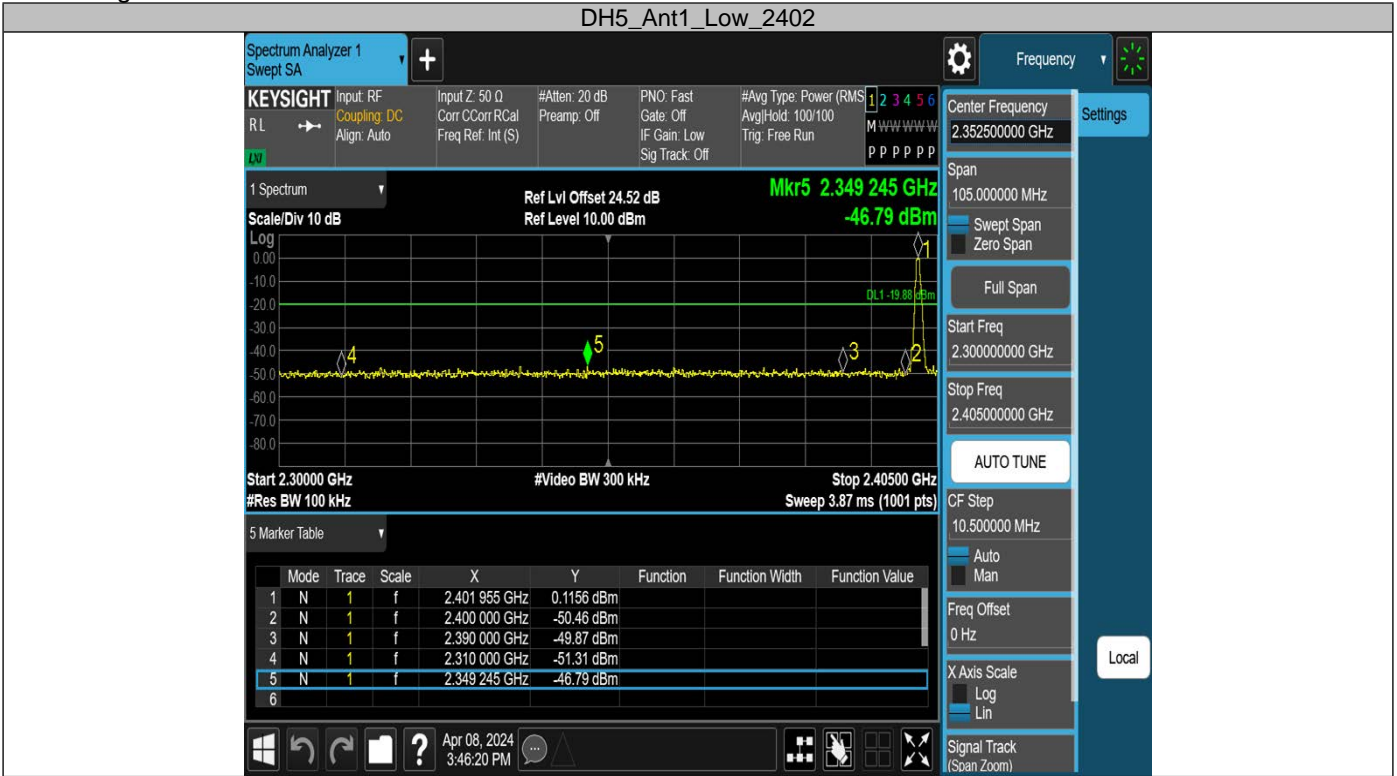 DH5_Ant1_Low_2402
Spectrum Analyzer 1
Swept SA
+
Frequency
KEYSIGHT
RL
LXI
Input: RF
Coupling: DC
Align: Auto
Input Z: 50 Ω
Corr CCorr RCal
Freq Ref: Int (S)
#Atten: 20 dB
Preamp: Off
PNO: Fast
Gate: Off
IF Gain: Low
Sig Track: Off
#Avg Type: Power (RMS
Avg|Hold: 100/100
Trig: Free Run
1 2 3 4 5 6
M W W W W W
P P P P P P
1 Spectrum
Scale/Div 10 dB
Ref Lvl Offset 24.52 dB
Ref Level 10.00 dBm
Mkr5 2.349 245 GHz
-46.79 dBm
Log
0.00
-10.0
-20.0
-30.0
-40.0
-50.0
-60.0
-70.0
-80.0
1
DL1 -19.88 dBm
4
5
3
2
Start 2.30000 GHz
#Video BW 300 kHz
Stop 2.40500 GHz
#Res BW 100 kHz
Sweep 3.87 ms (1001 pts)
5 Marker Table
Mode Trace Scale X Y Function Function Width Function Value
1 N 1 f 2.401 955 GHz 0.1156 dBm
2 N 1 f 2.400 000 GHz -50.46 dBm
3 N 1 f 2.390 000 GHz -49.87 dBm
4 N 1 f 2.310 000 GHz -51.31 dBm
5 N 1 f 2.349 245 GHz -46.79 dBm
6
?
Apr 08, 2024
3:46:20 PM
Center Frequency
2.352500000 GHz
Settings
Span
105.000000 MHz
Swept Span
Zero Span
Full Span
Start Freq
2.300000000 GHz
Stop Freq
2.405000000 GHz
AUTO TUNE
CF Step
10.500000 MHz
Auto
Man
Freq Offset
0 Hz
Local
X Axis Scale
Log
Lin
Signal Track
(Span Zoom)